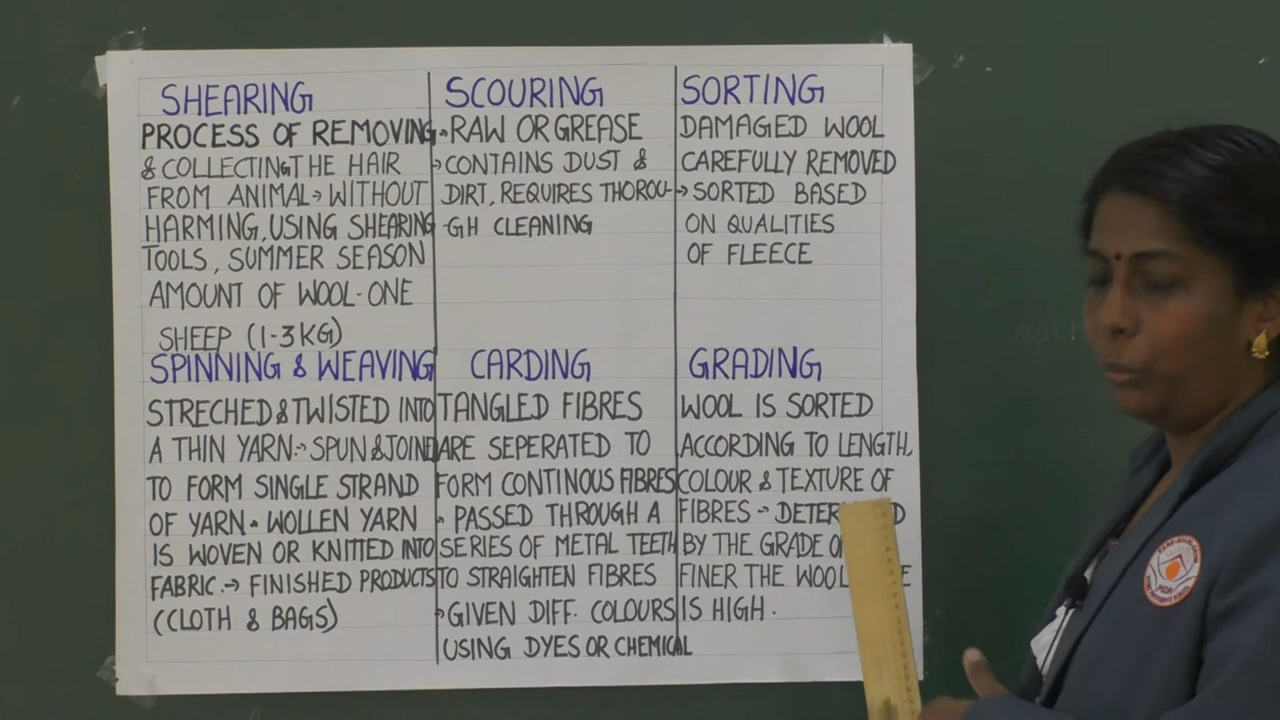 SHEARING
PROCESS OF REMOVING
& COLLECTING THE HAIR
FROM ANIMAL → WITHOUT
HARMING, USING SHEARING
TOOLS, SUMMER SEASON
AMOUNT OF WOOL-ONE
SHEEP (1-3KG)
SCOURING
→ RAW OR GREASE
→ CONTAINS DUST &
DIRT, REQUIRES THOROU-
-GH CLEANING
SORTING
DAMAGED WOOL
CAREFULLY REMOVED
→ SORTED BASED
ON QUALITIES
OF FLEECE
SPINNING & WEAVING
STRECHED & TWISTED INTO
A THIN YARN. → SPUN & JOINED
TO FORM SINGLE STRAND
OF YARN → WOLLEN YARN
IS WOVEN OR KNITTED INTO
FABRIC. → FINISHED PRODUCTS
(CLOTH & BAGS)
CARDING
TANGLED FIBRES
ARE SEPERATED TO
FORM CONTINOUS FIBRES
→ PASSED THROUGH A
SERIES OF METAL TEETH
TO STRAIGHTEN FIBRES
→ GIVEN DIFF. COLOURS
USING DYES OR CHEMICAL
GRADING
WOOL IS SORTED
ACCORDING TO LENGTH,
COLOUR & TEXTURE OF
FIBRES →
BY THE GRADE
FINER THE WOOL
IS HIGH.